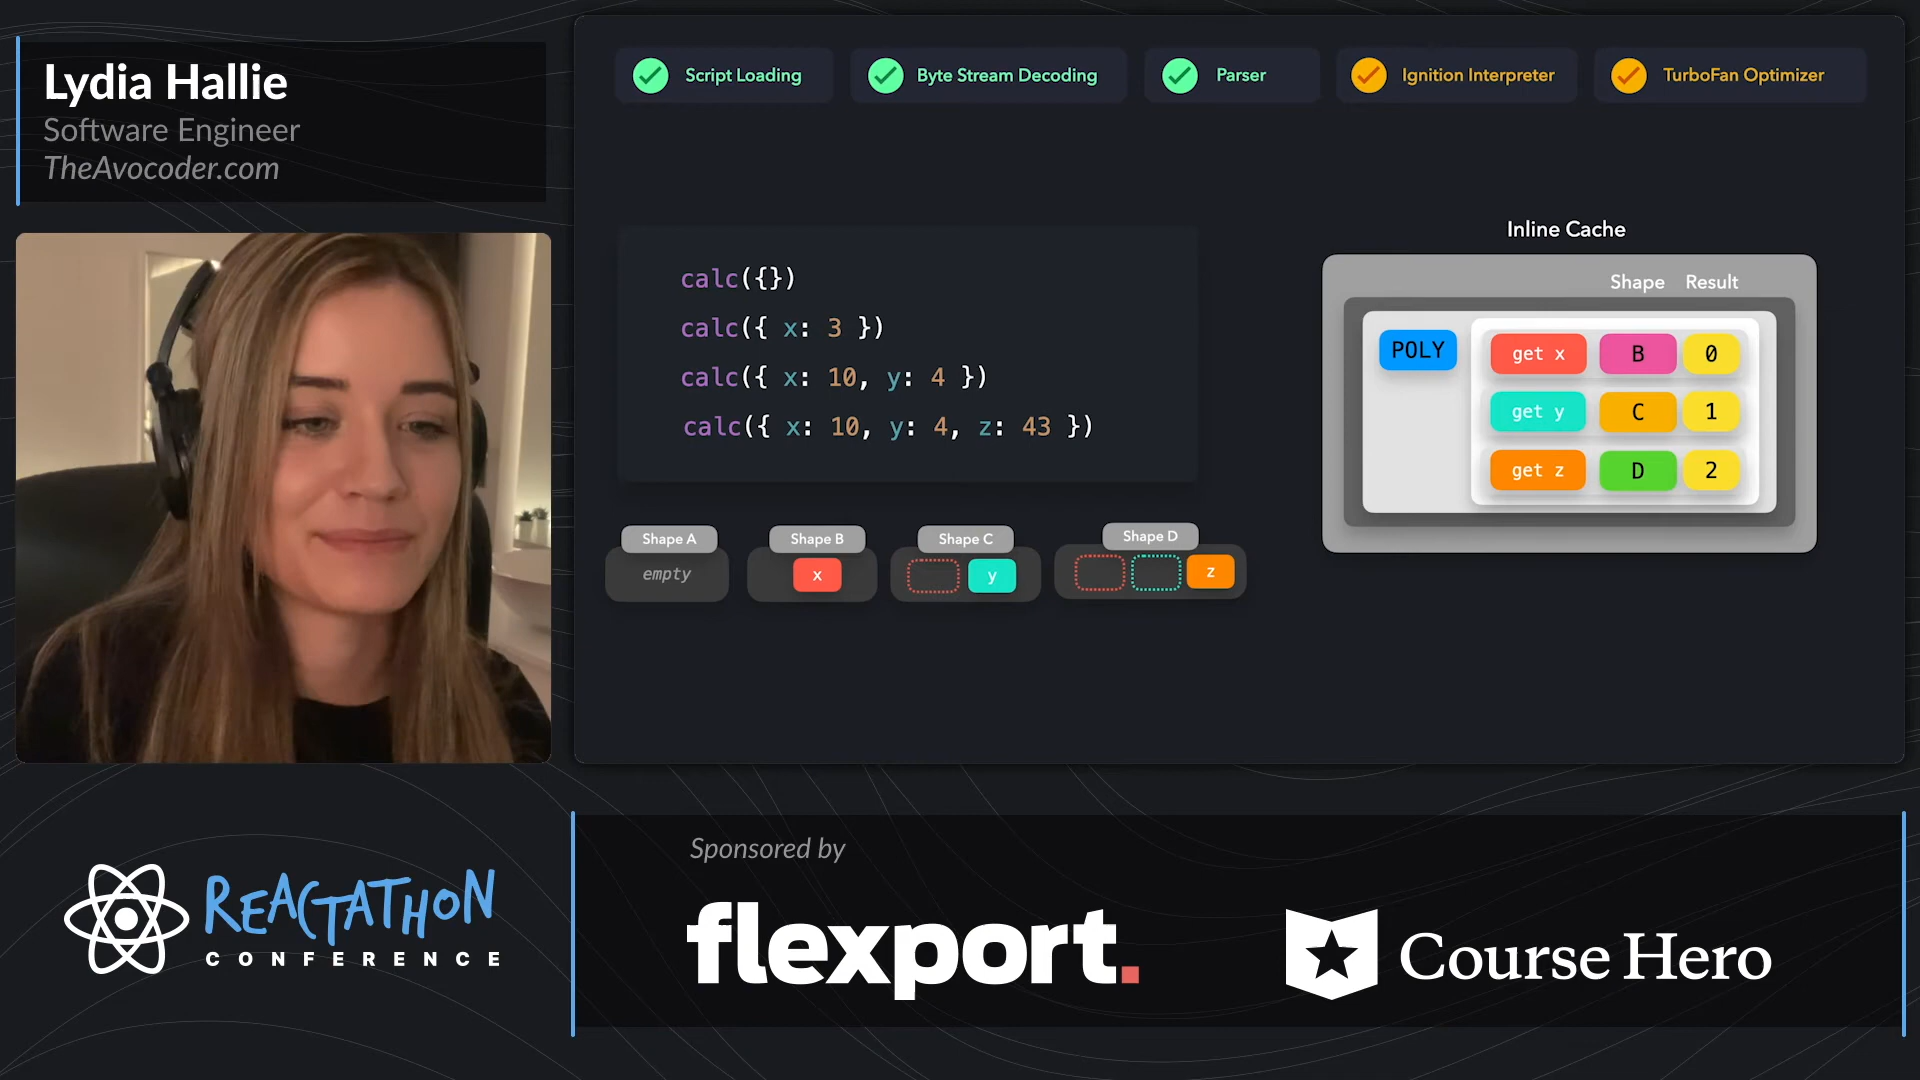 Lydia Hallie
Software Engineer
TheAvocoder.com
Script Loading
Byte Stream Decoding
Parser
Ignition Interpreter
TurboFan Optimizer
calc({})
calc({ x: 3 })
calc({ x: 10, y: 4 })
calc({ x: 10, y: 4, z: 43 })
Shape A
empty
Shape B
x
Shape C
y
Shape D
z
Inline Cache
Shape Result
POLY
get x B 0
get y C 1
get z D 2
REACTATHON
CONFERENCE
Sponsored by
flexport.
Course Hero